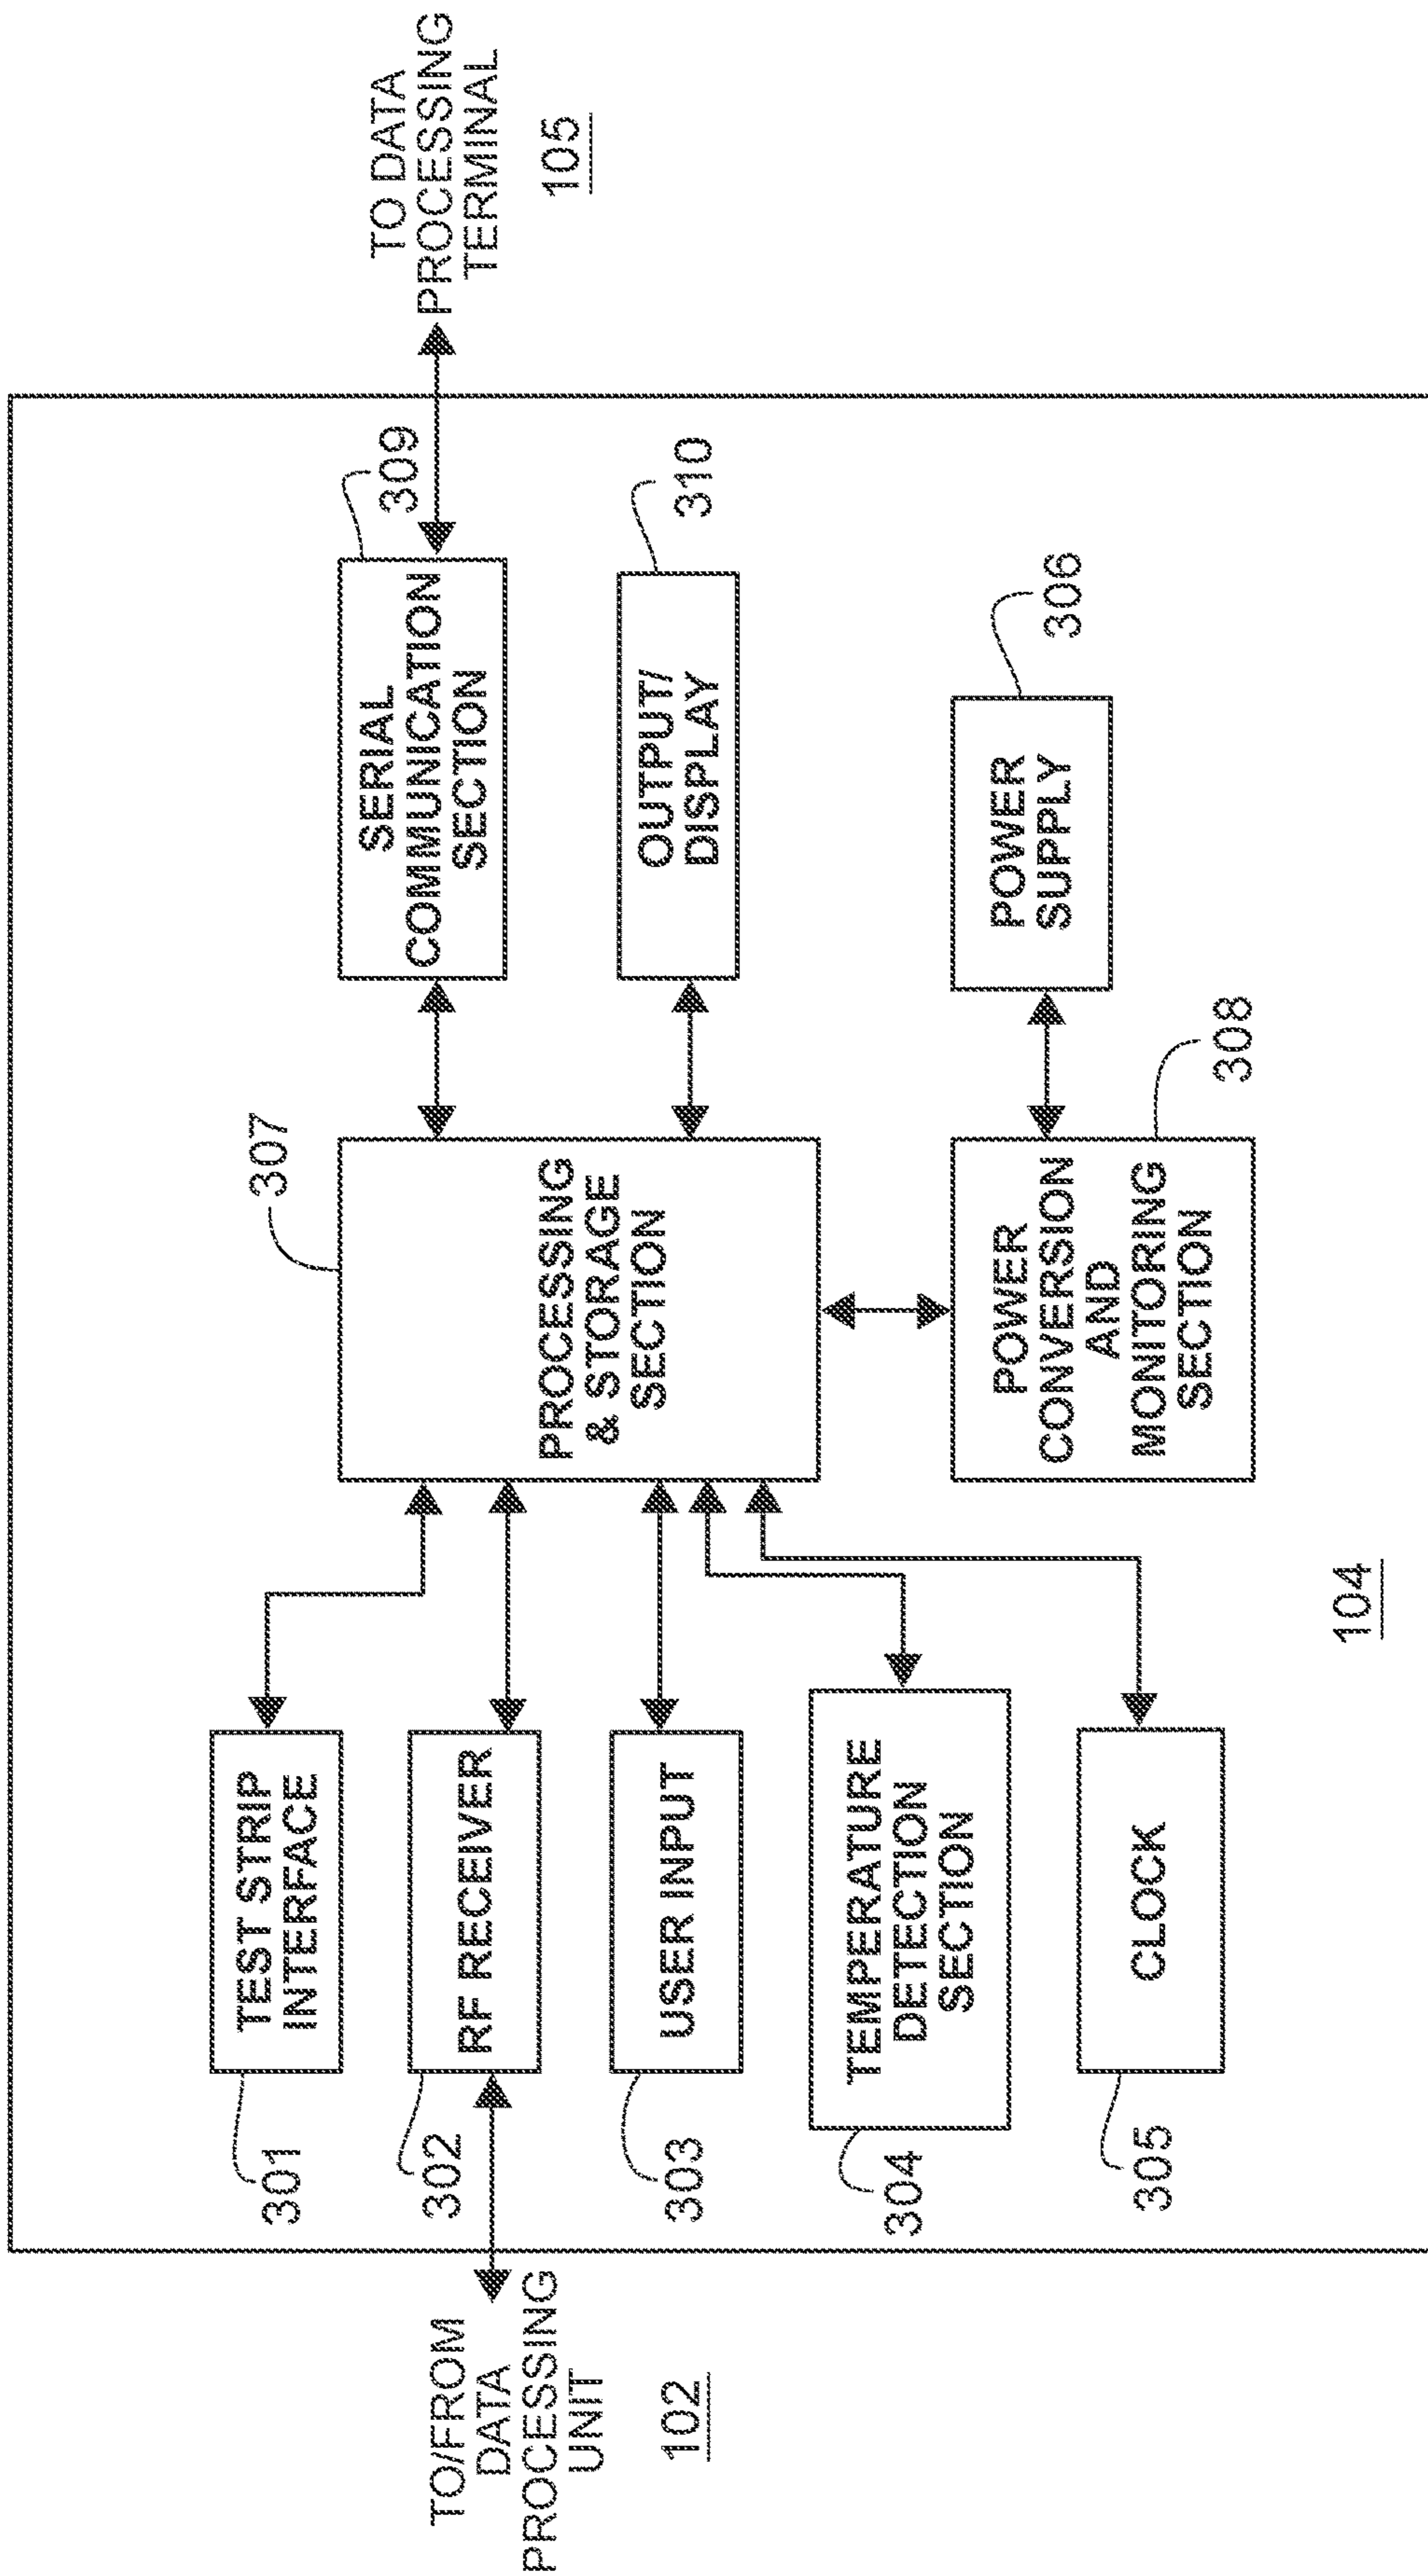 TO/FROM
DATA
PROCESSING
UNIT
102
301
TEST STRIP
INTERFACE
302
RF RECEIVER
303
USER INPUT
304
TEMPERATURE
DETECTION
SECTION
305
CLOCK
307
PROCESSING
& STORAGE
SECTION
POWER
CONVERSION
AND
MONITORING
SECTION
308
104
SERIAL
COMMUNICATION
SECTION
309
OUTPUT/
DISPLAY
310
POWER
SUPPLY
306
TO DATA
PROCESSING
TERMINAL
105